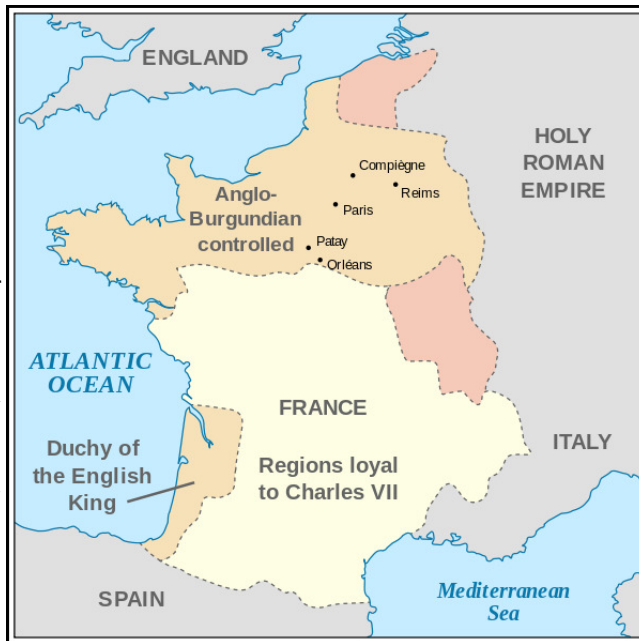 ENGLAND
HOLY
ROMAN
EMPIRE
Compiègne
Reims
Anglo-
Burgundian
controlled
Paris
Patay
Orléans
ATLANTIC
OCEAN
FRANCE
Duchy of
the English
King
Regions loyal
to Charles VII
ITALY
SPAIN
Mediterranean
Sea